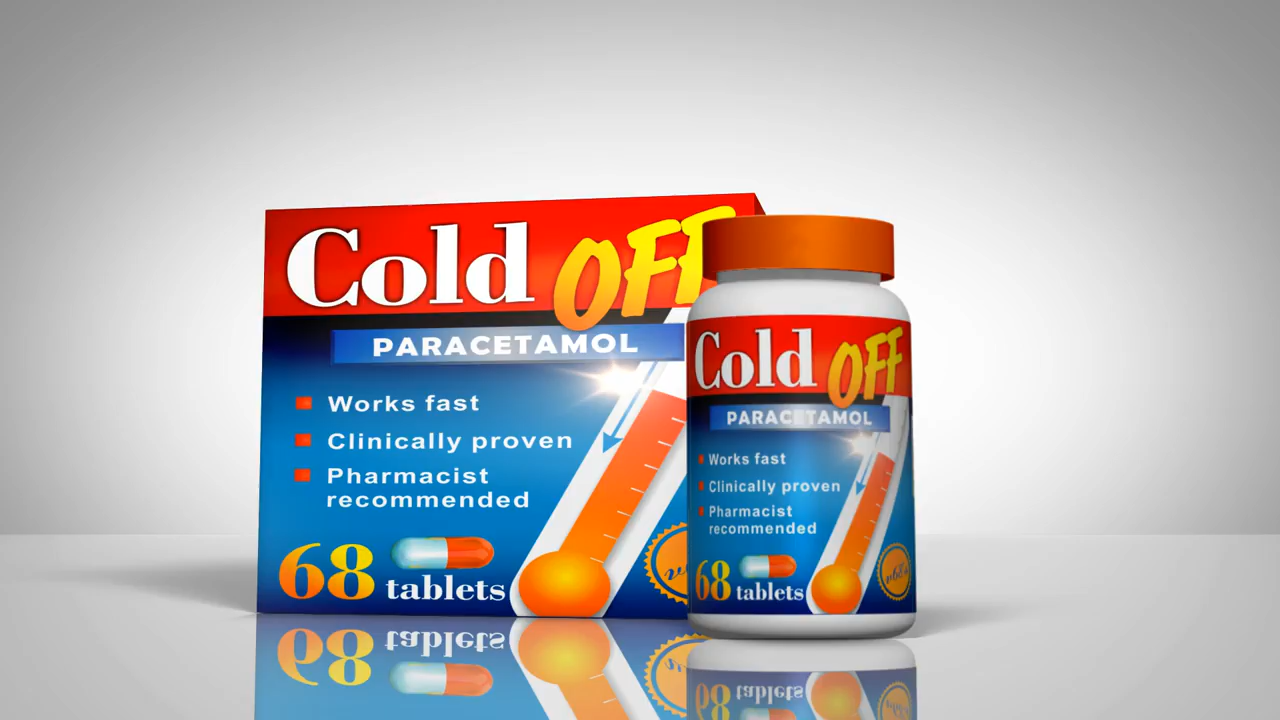 Cold OFF
PARACETAMOL
Works fast
Clinically proven
Pharmacist
recommended
68 tablets
Cold OFF
PARACETAMOL
Works fast
Clinically proven
Pharmacist
recommended
68 tablets